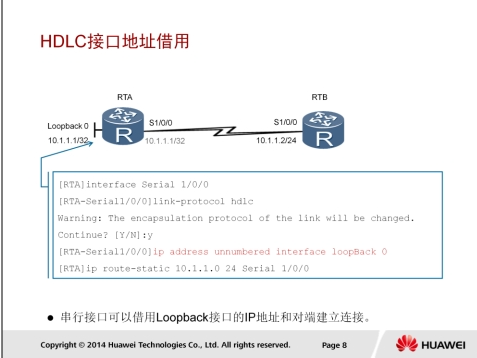 HDLC接口地址借用
RTA
RTB
Loopback 0
S1/0/0
S1/0/0
10.1.1.1/32
10.1.1.1/32
10.1.1.2/24
R
R
[RTA]interface Serial 1/0/0
[RTA-Serial1/0/0]link-protocol hdlc
Warning: The encapsulation protocol of the link will be changed.
Continue? [Y/N]:y
[RTA-Serial1/0/0]ip address unnumbered interface loopBack 0
[RTA]ip route-static 10.1.1.0 24 Serial 1/0/0
● 串行接口可以借用Loopback接口的IP地址和对端建立连接。
Copyright © 2014 Huawei Technologies Co., Ltd. All rights reserved.
Page 8
HUAWEI